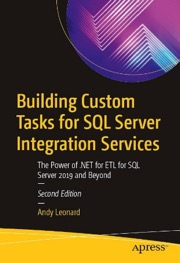 Building Custom
Tasks for SQL Server
Integration Services
The Power of .NET for ETL for SQL
Server 2019 and Beyond
Second Edition
Andy Leonard
Apress®